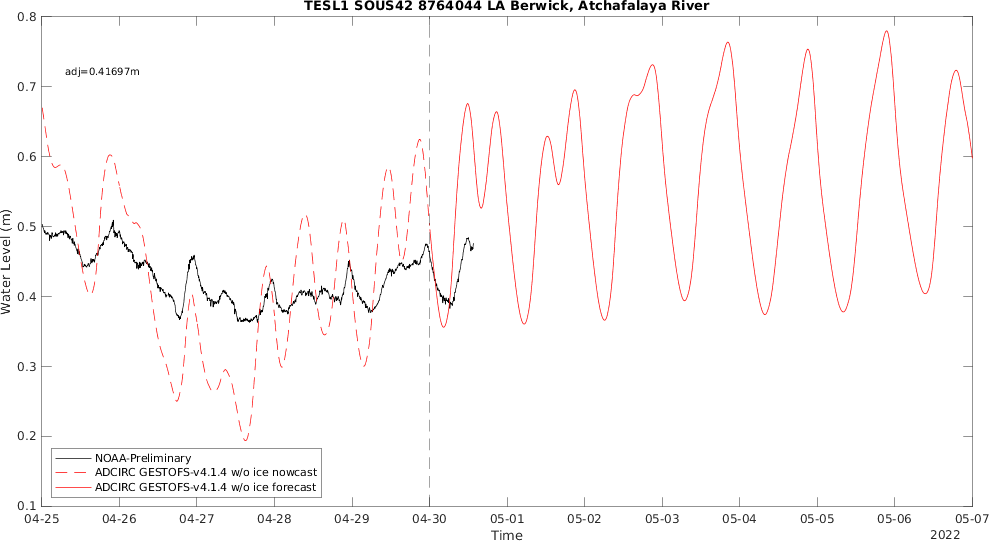 TESL1 SOUS42 8764044 LA Berwick, Atchafalaya River
adj=0.41697m
0.8
0.7
0.6
0.5
0.4
0.3
0.2
0.1
Water Level (m)
NOAA-Preliminary
ADCIRC GESTOFS-v4.1.4 w/o ice nowcast
ADCIRC GESTOFS-v4.1.4 w/o ice forecast
04-25 04-26 04-27 04-28 04-29 04-30 05-01 05-02 05-03 05-04 05-05 05-06 05-07
Time
2022